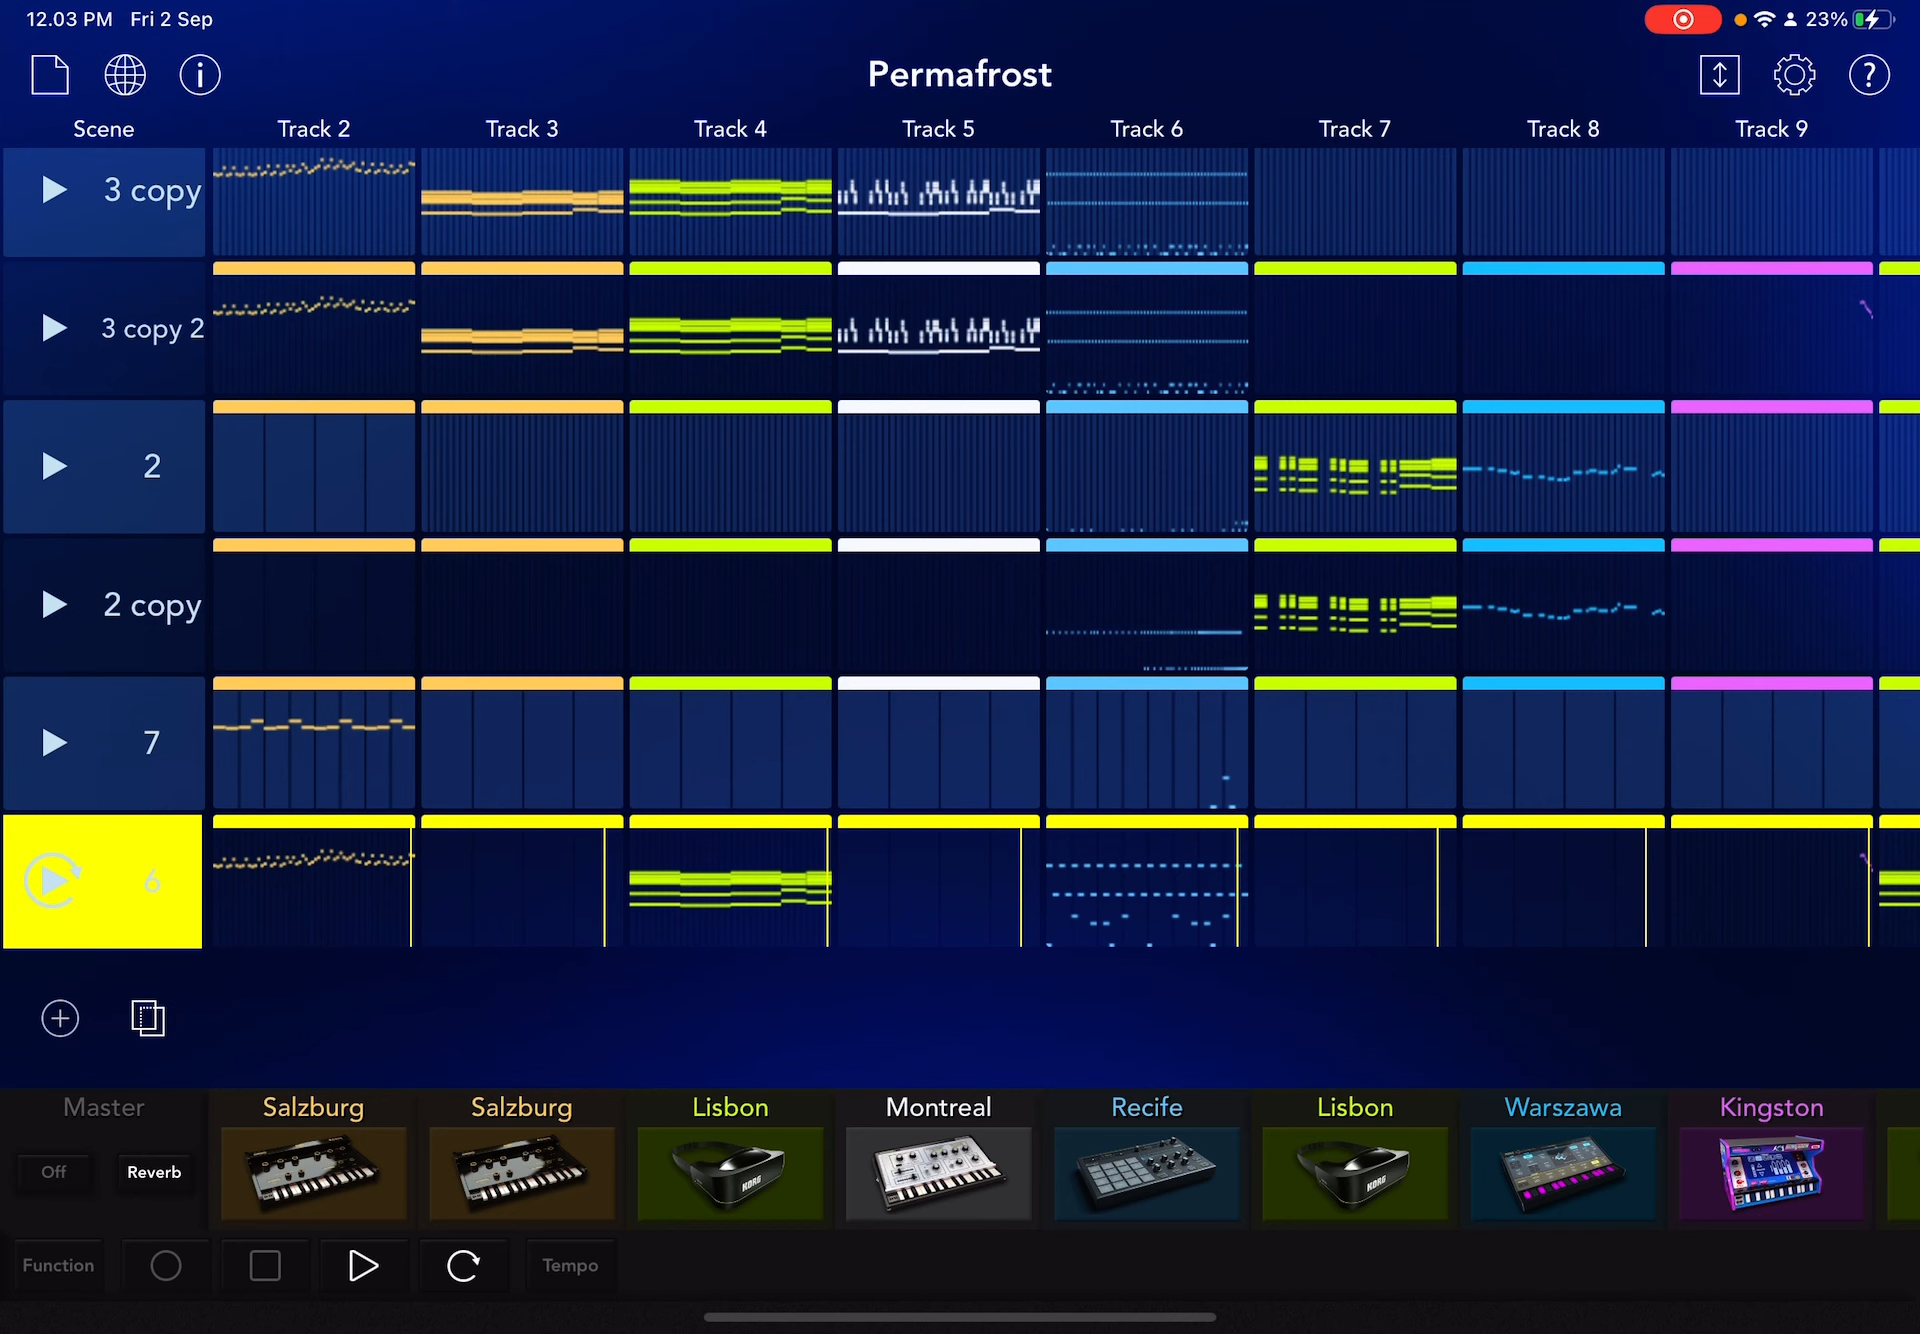 12.03 PM Fri 2 Sep
23%
Permafrost
Scene Track 2 Track 3 Track 4 Track 5 Track 6 Track 7 Track 8 Track 9
3 copy
3 copy 2
2
2 copy
7
6
Master Salzburg Salzburg Lisbon Montreal Recife Lisbon Warszawa Kingston
KORG
KORG
Off Reverb
Function Tempo